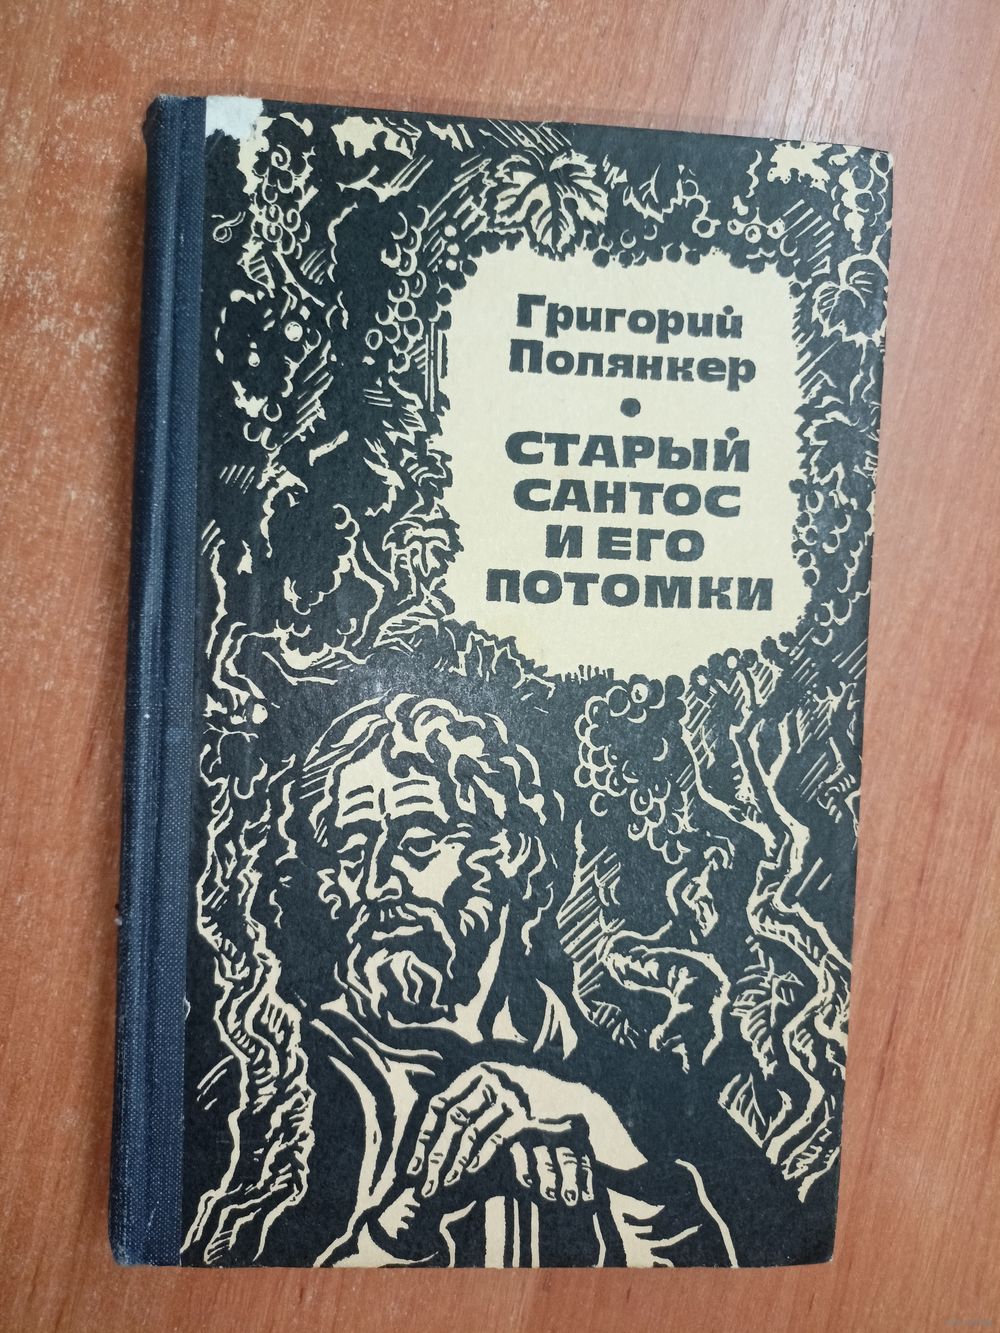 Григорий
Полянкер
•
СТАРЫЙ
САНТОС
И ЕГО
ПОТОМКИ